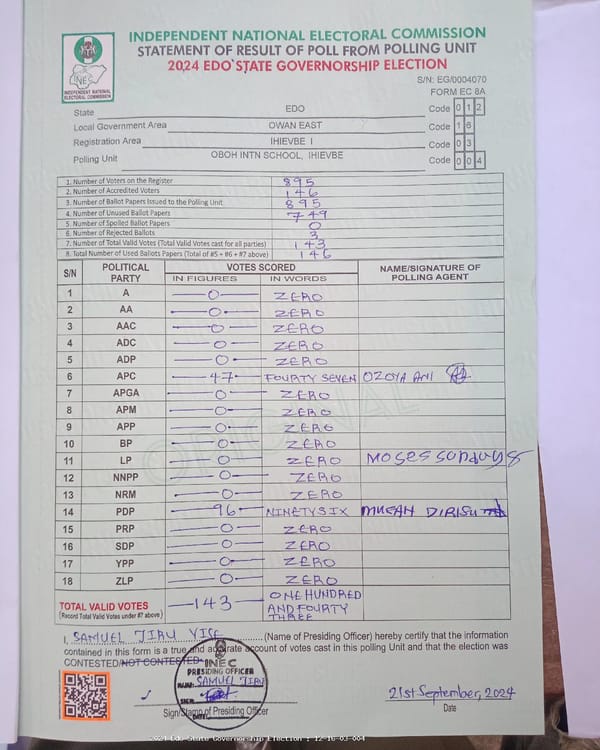 INDEPENDENT NATIONAL ELECTORAL COMMISSION
STATEMENT OF RESULT OF POLL FROM POLLING UNIT
2024 EDO STATE GOVERNORSHIP ELECTION
INEC
INDEPENDENT NATIONAL
ELECTORAL COMMISSION
S/N: EG/0004070
FORM EC 8A
State EDO Code 0 1 2
Local Government Area OWAN EAST Code 1 6
Registration Area IHIEVBE I Code 0 3
Polling Unit OBOH INTN SCHOOL, IHIEVBE Code 0 0 4
1. Number of Voters on the Register 895
2. Number of Accredited Voters 146
3. Number of Ballot Papers Issued to the Polling Unit 895
4. Number of Unused Ballot Papers 749
5. Number of Spoiled Ballot Papers 0
6. Number of Rejected Ballots 3
7. Number of Total Valid Votes (Total Valid Votes cast for all parties) 143
8. Total Number of Used Ballots Papers (Total of #5 + #6 + #7 above) 146
S/N POLITICAL PARTY VOTES SCORED NAME/SIGNATURE OF POLLING AGENT
IN FIGURES IN WORDS
1 A 0 ZERO
2 AA 0 ZERO
3 AAC 0 ZERO
4 ADC 0 ZERO
5 ADP 0 ZERO
6 APC 47 FOURTY SEVEN OZOYA ANI
7 APGA 0 ZERO
8 APM 0 ZERO
9 APP 0 ZERO
10 BP 0 ZERO
11 LP 0 ZERO Moses sonday
12 NNPP 0 ZERO
13 NRM 0 ZERO
14 PDP 96 NINETY SIX DIRISU
15 PRP 0 ZERO
16 SDP 0 ZERO
17 YPP 0 ZERO
18 ZLP 0 ZERO
TOTAL VALID VOTES 143 ONE HUNDRED AND FOURTY THREE
(Record Total Valid Votes under #7 above)
I, SAMUEL JIRU (Name of Presiding Officer) hereby certify that the information
contained in this form is a true and accurate account of votes cast in this polling Unit and that the election was
CONTESTED/NOT CONTESTED
INEC
PRESIDING OFFICER
NAME: SAMUEL JIRU
SIGN
DATE
Sign/Stamp of Presiding Officer
21st September, 2024
Date
ORIGINAL
2024 Edo State Governorship Election : 12-16-03-004